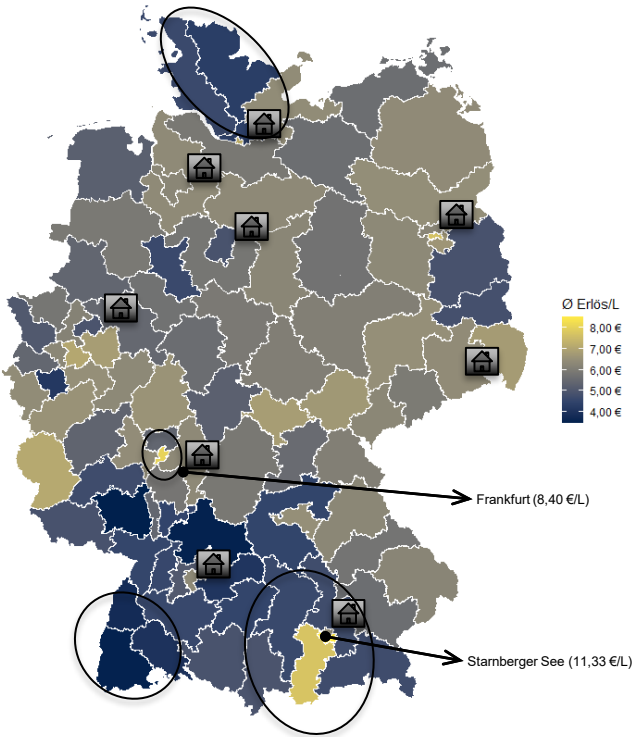 Ø Erlös/L
8,00 €
7,00 €
6,00 €
5,00 €
4,00 €
Frankfurt (8,40 €/L)
Starnberger See (11,33 €/L)